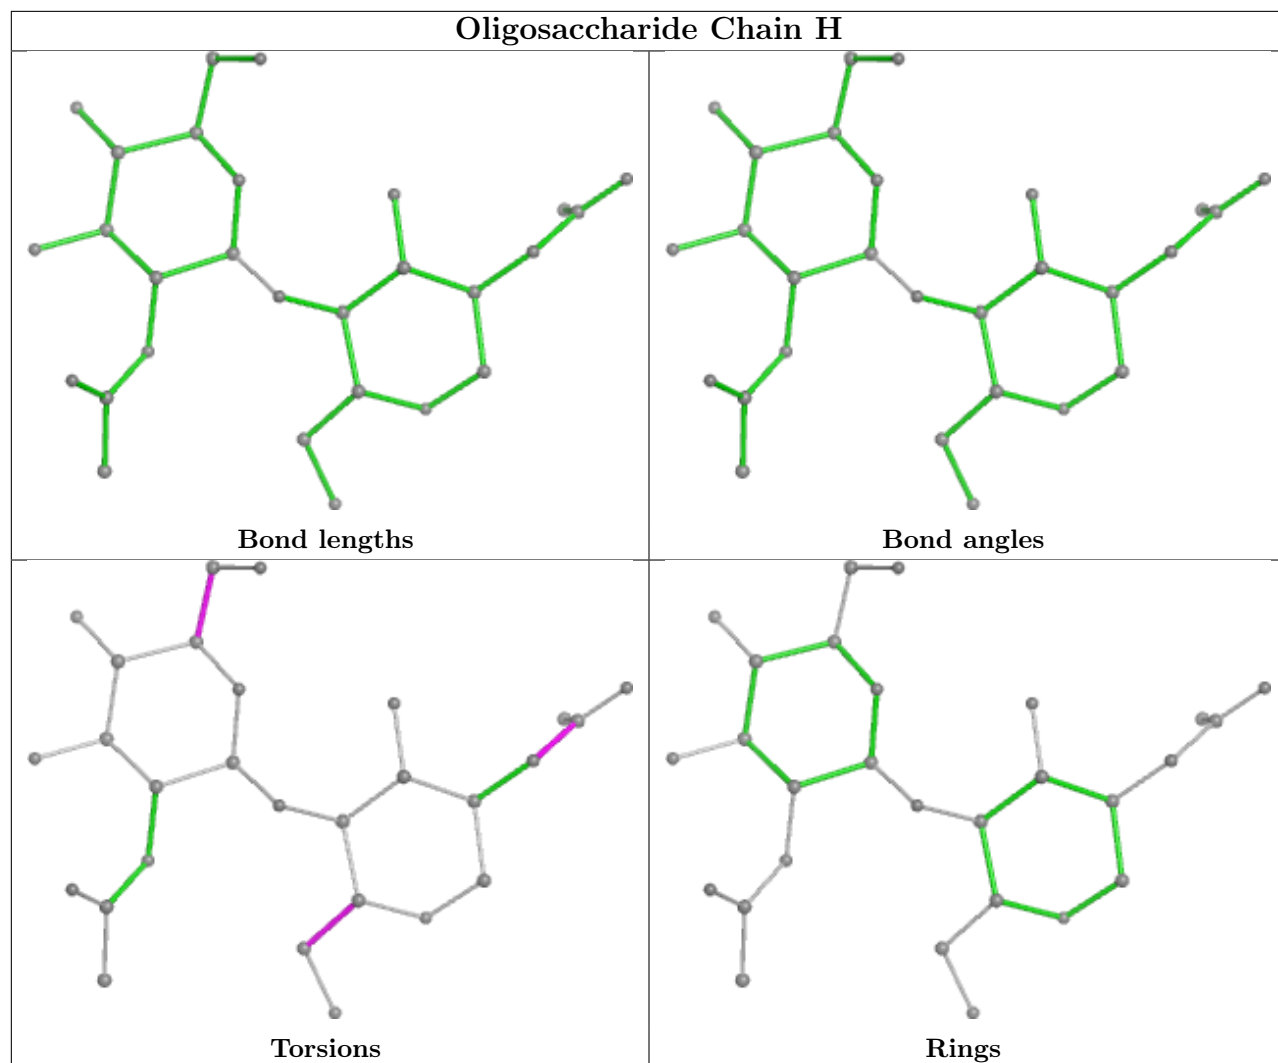 Oligosaccharide Chain H
Bond lengths
Bond angles
Torsions
Rings